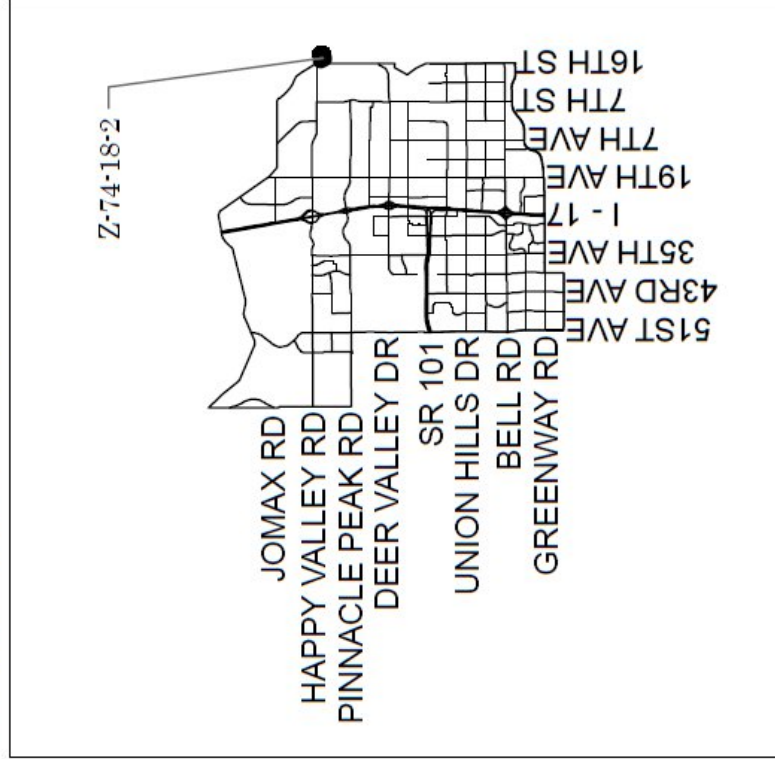 Z-74-18-2
JOMAX RD
HAPPY VALLEY RD
PINNACLE PEAK RD
DEER VALLEY DR
SR 101
UNION HILLS DR
BELL RD
GREENWAY RD
51ST AVE
43RD AVE
35TH AVE
I - 17
19TH AVE
7TH AVE
7TH ST
16TH ST